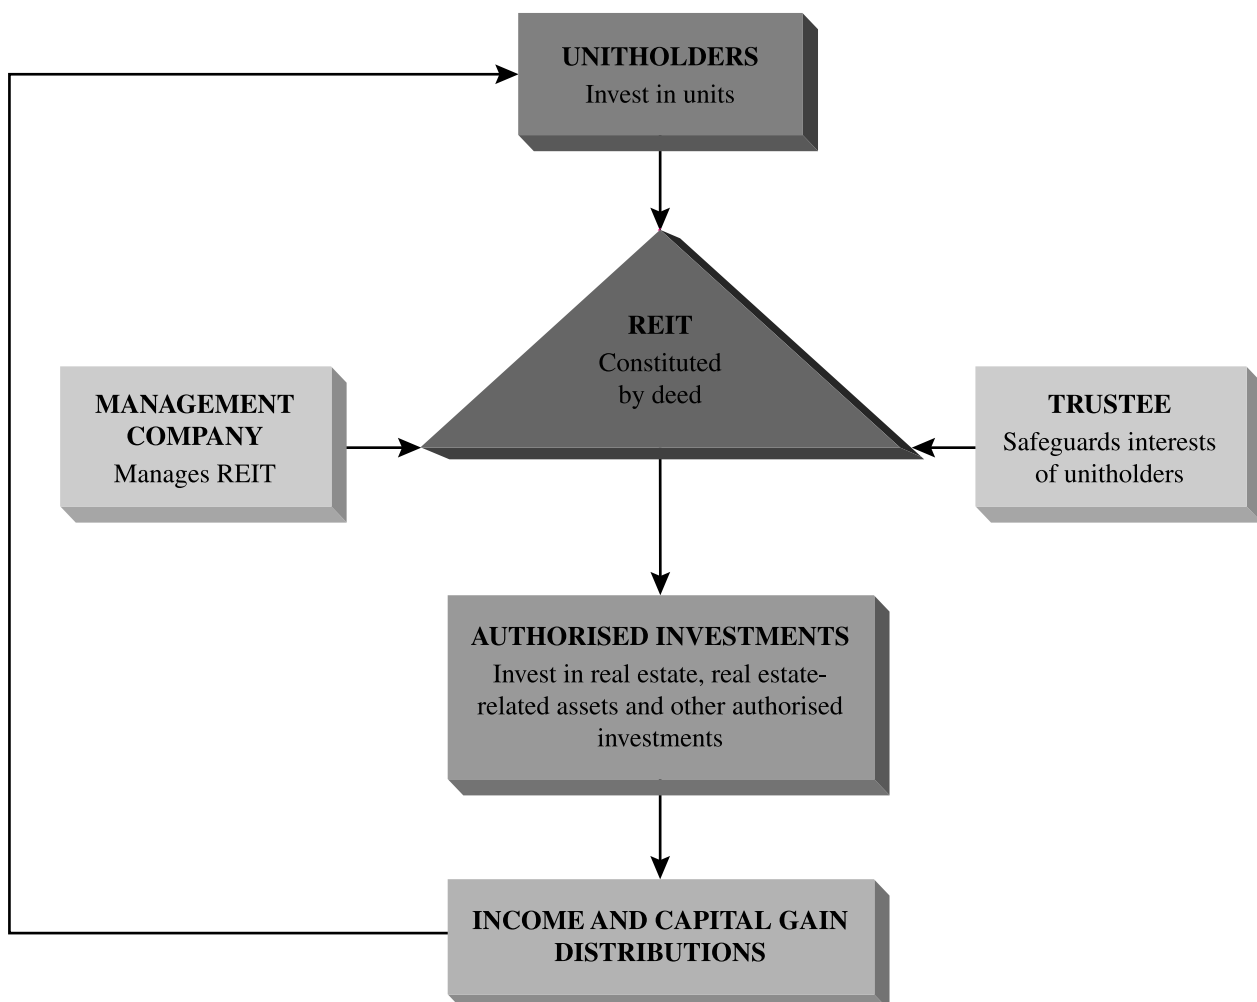 UNITHOLDERS
Invest in units
REIT
Constituted
by deed
MANAGEMENT
COMPANY
Manages REIT
TRUSTEE
Safeguards interests
of unitholders
AUTHORISED INVESTMENTS
Invest in real estate, real estate-
related assets and other authorised
investments
INCOME AND CAPITAL GAIN
DISTRIBUTIONS